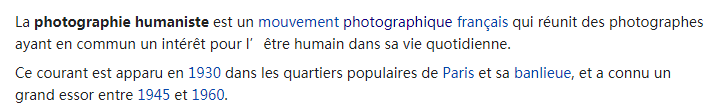 La photographie humaniste est un mouvement photographique français qui réunit des photographes
ayant en commun un intérêt pour l’être humain dans sa vie quotidienne.
Ce courant est apparu en 1930 dans les quartiers populaires de Paris et sa banlieue, et a connu un
grand essor entre 1945 et 1960.